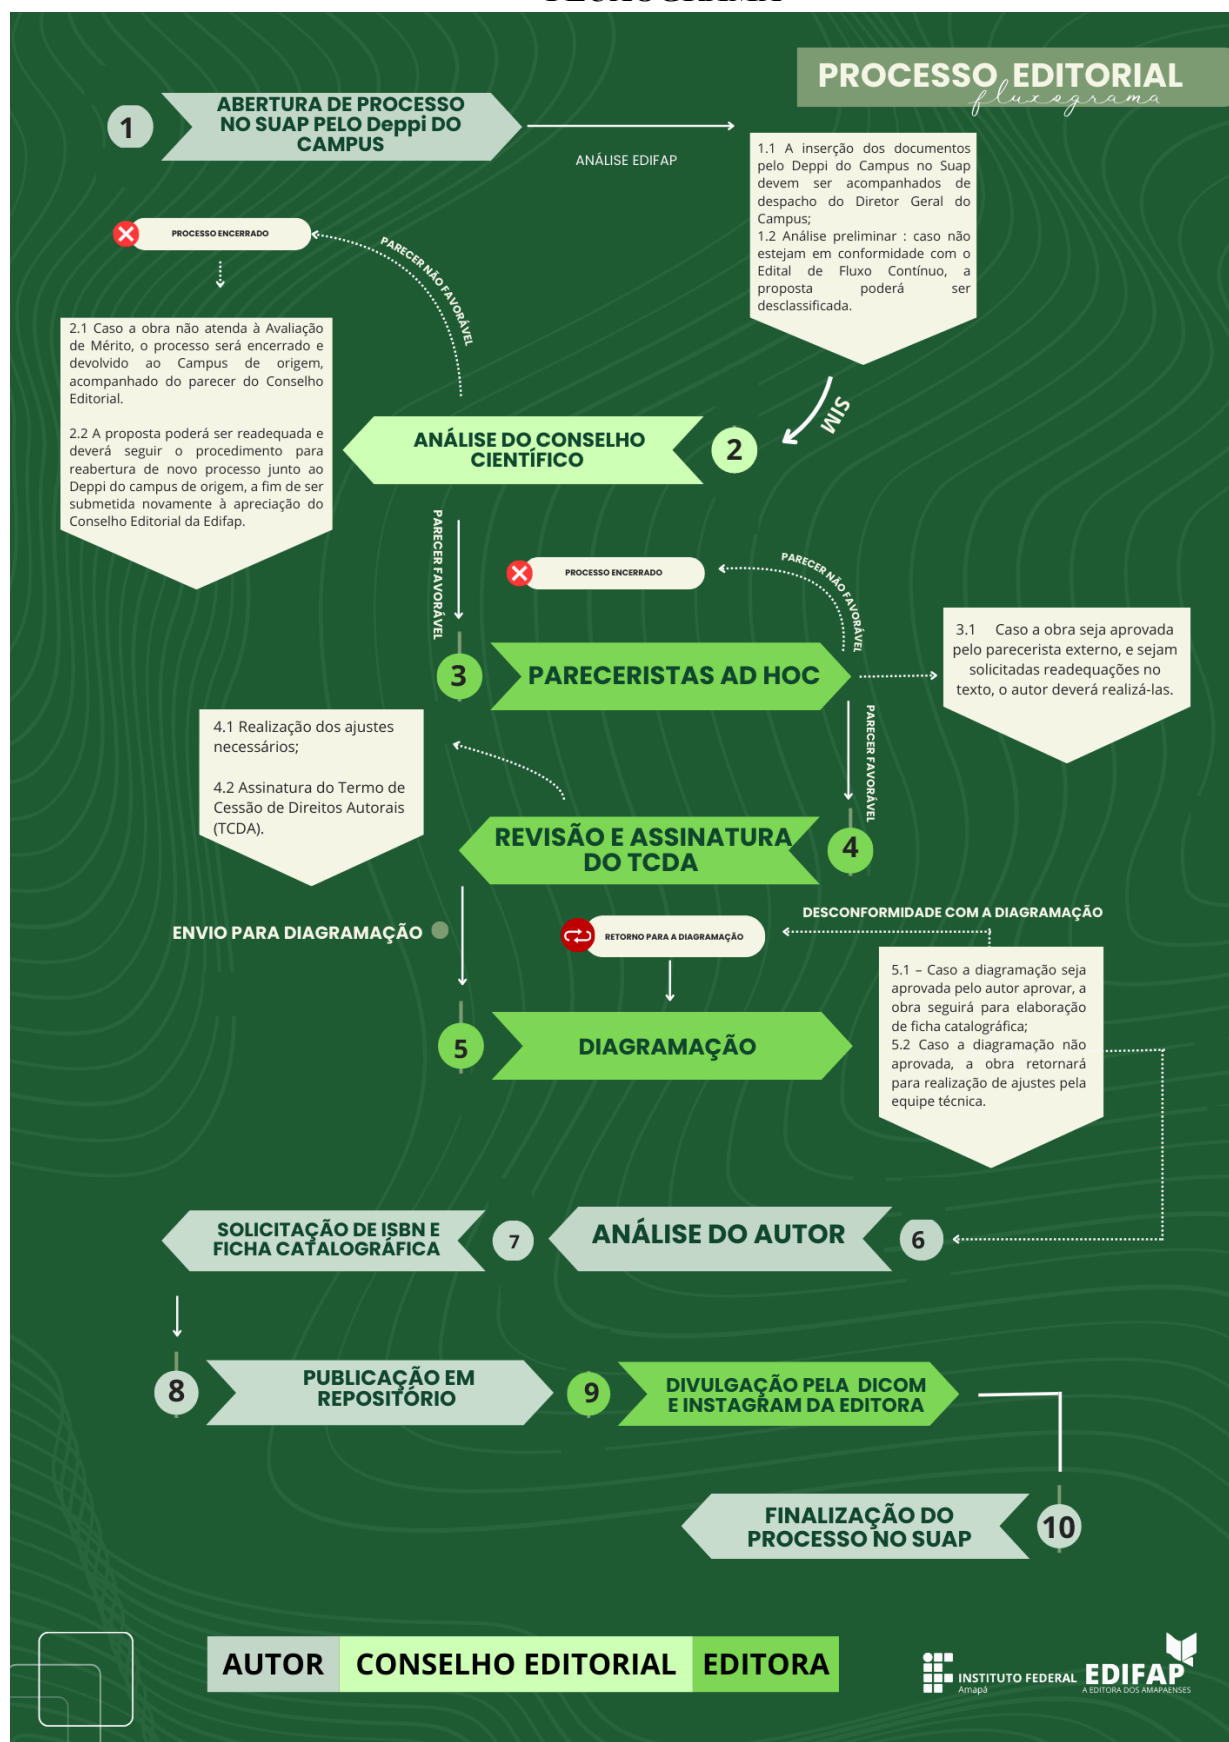 PROCESSO EDITORIAL
fluxograma
1
ABERTURA DE PROCESSO
NO SUAP PELO Deppi DO
CAMPUS
ANÁLISE EDIFAP
1.1 A inserção dos documentos
pelo Deppi do Campus no Suap
devem ser acompanhados de
despacho do Diretor Geral do
Campus;
1.2 Análise preliminar : caso não
estejam em conformidade com o
Edital de Fluxo Contínuo, a
proposta poderá ser
desclassificada.
SIM
PROCESSO ENCERRADO
PARECER NÃO FAVORÁVEL
2.1 Caso a obra não atenda à Avaliação
de Mérito, o processo será encerrado e
devolvido ao Campus de origem,
acompanhado do parecer do Conselho
Editorial.
2.2 A proposta poderá ser readequada e
deverá seguir o procedimento para
reabertura de novo processo junto ao
Deppi do campus de origem, a fim de ser
submetida novamente à apreciação do
Conselho Editorial da Edifap.
ANÁLISE DO CONSELHO
CIENTÍFICO
2
PARECER FAVORÁVEL
PROCESSO ENCERRADO
PARECER NÃO FAVORÁVEL
3
PARECERISTAS AD HOC
3.1 Caso a obra seja aprovada
pelo parecerista externo, e sejam
solicitadas readequações no
texto, o autor deverá realizá-las.
PARECER FAVORÁVEL
4.1 Realização dos ajustes
necessários;
4.2 Assinatura do Termo de
Cessão de Direitos Autorais
(TCDA).
REVISÃO E ASSINATURA
DO TCDA
4
ENVIO PARA DIAGRAMAÇÃO
RETORNO PARA A DIAGRAMAÇÃO
DESCONFORMIDADE COM A DIAGRAMAÇÃO
5
DIAGRAMAÇÃO
5.1 – Caso a diagramação seja
aprovada pelo autor aprovar, a
obra seguirá para elaboração
de ficha catalográfica;
5.2 Caso a diagramação não
aprovada, a obra retornará
para realização de ajustes pela
equipe técnica.
SOLICITAÇÃO DE ISBN E
FICHA CATALOGRÁFICA
7
ANÁLISE DO AUTOR
6
8
PUBLICAÇÃO EM
REPOSITÓRIO
9
DIVULGAÇÃO PELA DICOM
E INSTAGRAM DA EDITORA
FINALIZAÇÃO DO
PROCESSO NO SUAP
10
AUTOR CONSELHO EDITORIAL EDITORA
INSTITUTO FEDERAL
Amapá
EDIFAP
A EDITORA DOS AMAPAENSES